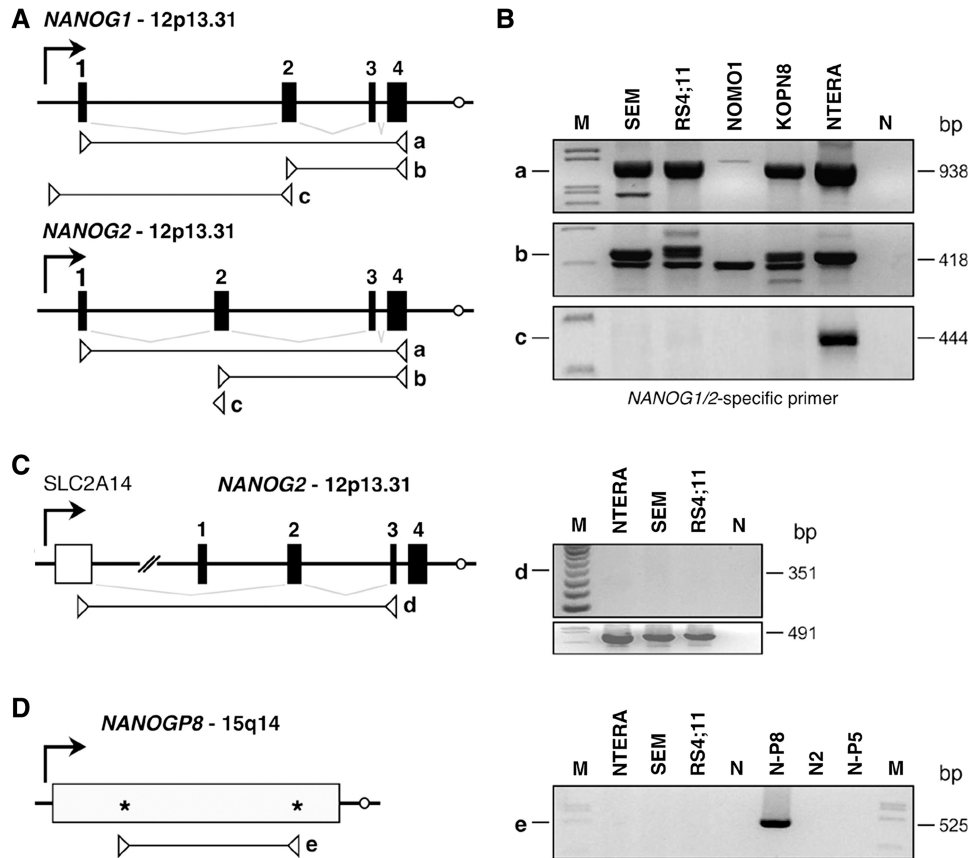 A
NANOG1 - 12p13.31
1 2 3 4
a
b
c
NANOG2 - 12p13.31
1 2 3 4
a
b
c
B
M SEM RS4;11 NOMO1 KOPN8 NTERA N bp
a 938
b 418
c 444
NANOG1/2-specific primer
C
SLC2A14 NANOG2 - 12p13.31
1 2 3 4
d
M NTERA SEM RS4;11 N bp
d 351
491
D
NANOGP8 - 15q14
* *
e
M NTERA SEM RS4;11 N N-P8 N2 N-P5 M bp
e 525